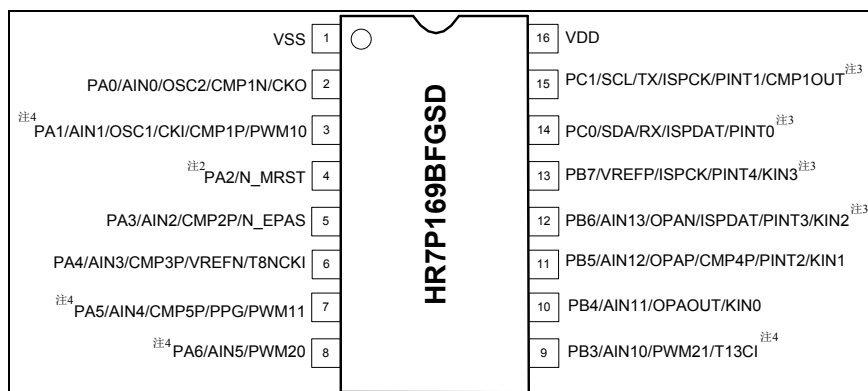 VSS 1
PA0/AIN0/OSC2/CMP1N/CKO 2
注4PA1/AIN1/OSC1/CKI/CMP1P/PWM10 3
注2PA2/N_MRST 4
PA3/AIN2/CMP2P/N_EPAS 5
PA4/AIN3/CMP3P/VREFN/T8NCKI 6
注4PA5/AIN4/CMP5P/PPG/PWM11 7
注4PA6/AIN5/PWM20 8
HR7P169BFGSD
16 VDD
15 PC1/SCL/TX/ISPCK/PINT1/CMP1OUT注3
14 PC0/SDA/RX/ISPDAT/PINT0注3
13 PB7/VREFP/ISPCK/PINT4/KIN3注3
12 PB6/AIN13/OPAN/ISPDAT/PINT3/KIN2注3
11 PB5/AIN12/OPAP/CMP4P/PINT2/KIN1
10 PB4/AIN11/OPAOUT/KIN0
9 PB3/AIN10/PWM21/T13CI注4